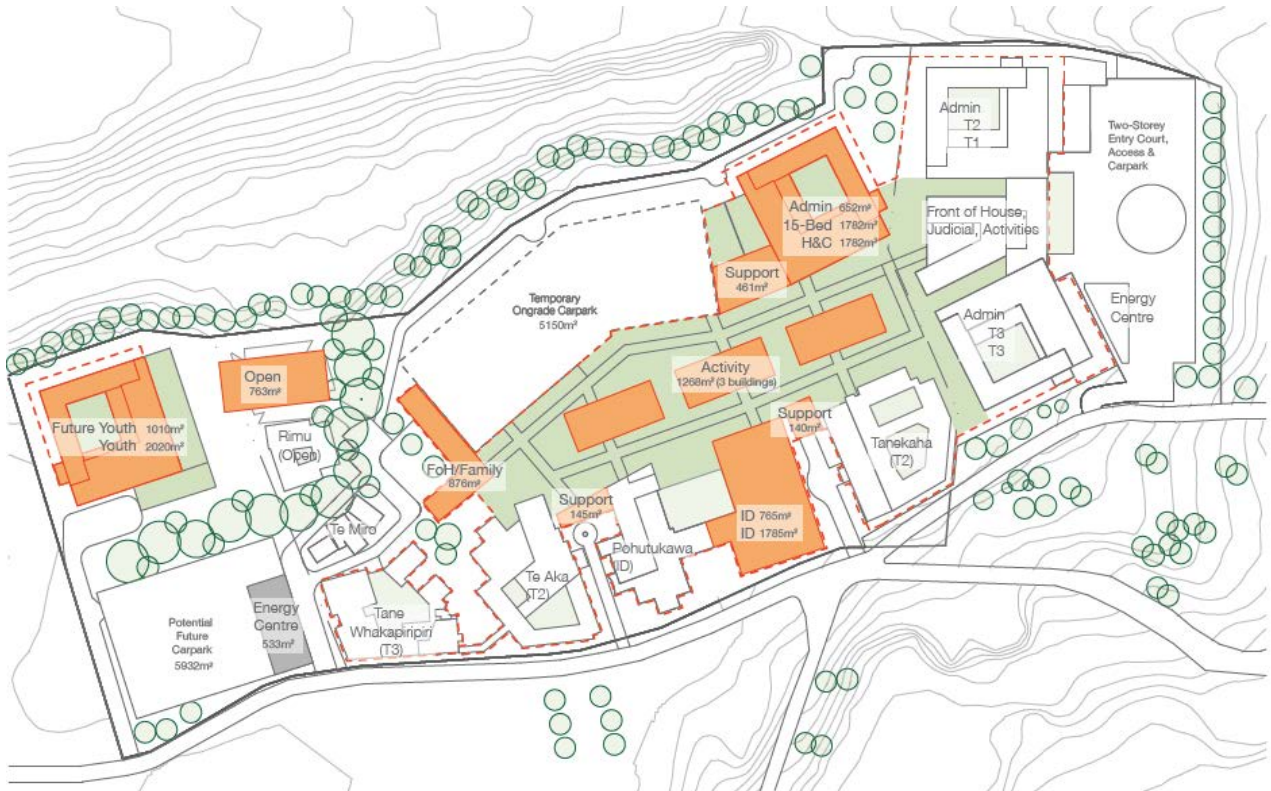 Admin
T2
T1
Two-Storey
Entry Court,
Access &
Carpark
Admin 652m²
15-Bed 1782m²
H&C 1782m²
Front of House,
Judicial, Activities
Support
461m²
Temporary
Ongrade Carpark
5150m²
Energy
Centre
Admin
T3
T3
Activity
1268m² (3 buildings)
Open
763m²
Support
140m²
Future Youth 1010m²
Youth 2020m²
Rimu
(Open)
Tanekaha
(T2)
FoH/Family
876m²
Support
145m²
ID 765m²
ID 1785m²
Te Miro
Pohutukawa
(ID)
Te Aka
(T2)
Energy
Centre
533m²
Tane
Whakapiripiri
(T3)
Potential
Future
Carpark
5932m²